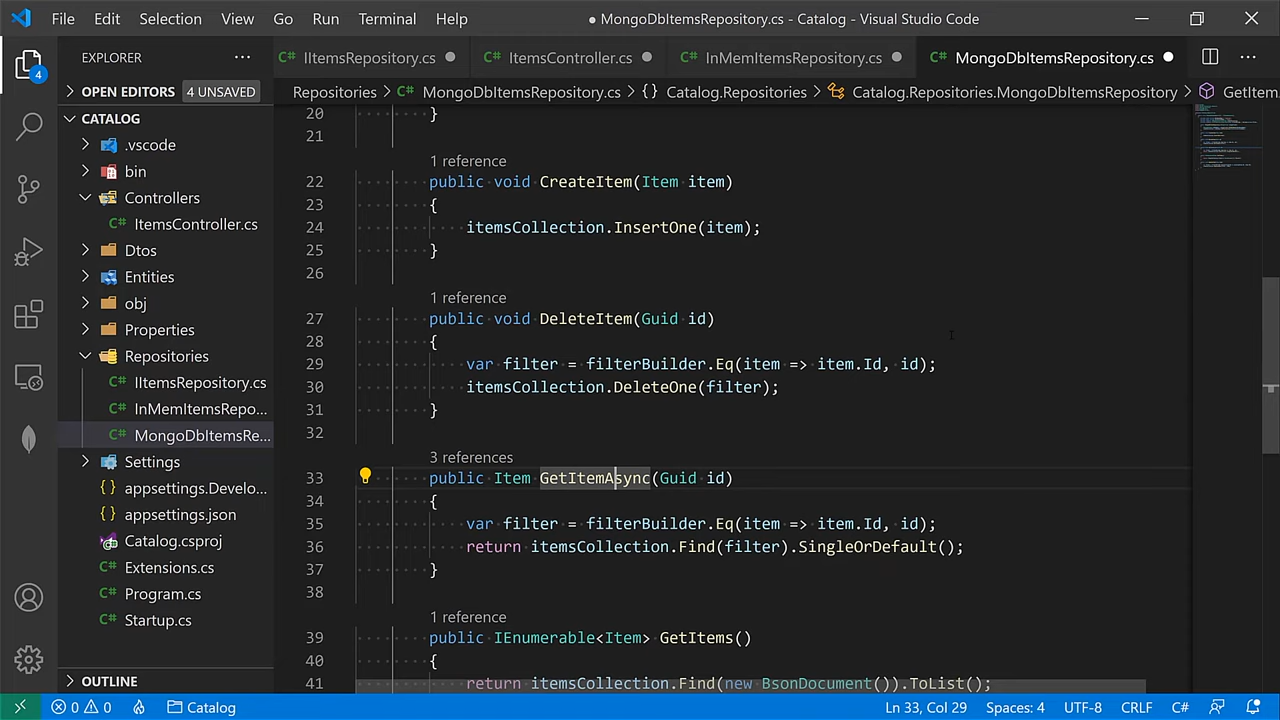 File Edit Selection View Go Run Terminal Help ● MongoDbItemsRepository.cs - Catalog - Visual Studio Code
EXPLORER ···
IItemsRepository.cs
ItemsController.cs
InMemItemsRepository.cs
MongoDbItemsRepository.cs
4
OPEN EDITORS 4 UNSAVED
Repositories > MongoDbItemsRepository.cs > {} Catalog.Repositories > Catalog.Repositories.MongoDbItemsRepository > GetItem
CATALOG
.vscode
bin
Controllers
ItemsController.cs
Dtos
Entities
obj
Properties
Repositories
IItemsRepository.cs
InMemItemsRepo...
MongoDbItemsRe...
Settings
appsettings.Develo...
appsettings.json
Catalog.csproj
Extensions.cs
Program.cs
Startup.cs
OUTLINE
20 }
21
1 reference
22 public void CreateItem(Item item)
23 {
24 itemsCollection.InsertOne(item);
25 }
26
1 reference
27 public void DeleteItem(Guid id)
28 {
29 var filter = filterBuilder.Eq(item => item.Id, id);
30 itemsCollection.DeleteOne(filter);
31 }
32
3 references
33 public Item GetItemAsync(Guid id)
34 {
35 var filter = filterBuilder.Eq(item => item.Id, id);
36 return itemsCollection.Find(filter).SingleOrDefault();
37 }
38
1 reference
39 public IEnumerable<Item> GetItems()
40 {
41 return itemsCollection.Find(new BsonDocument()).ToList();
0 0 Catalog Ln 33, Col 29 Spaces: 4 UTF-8 CRLF C#